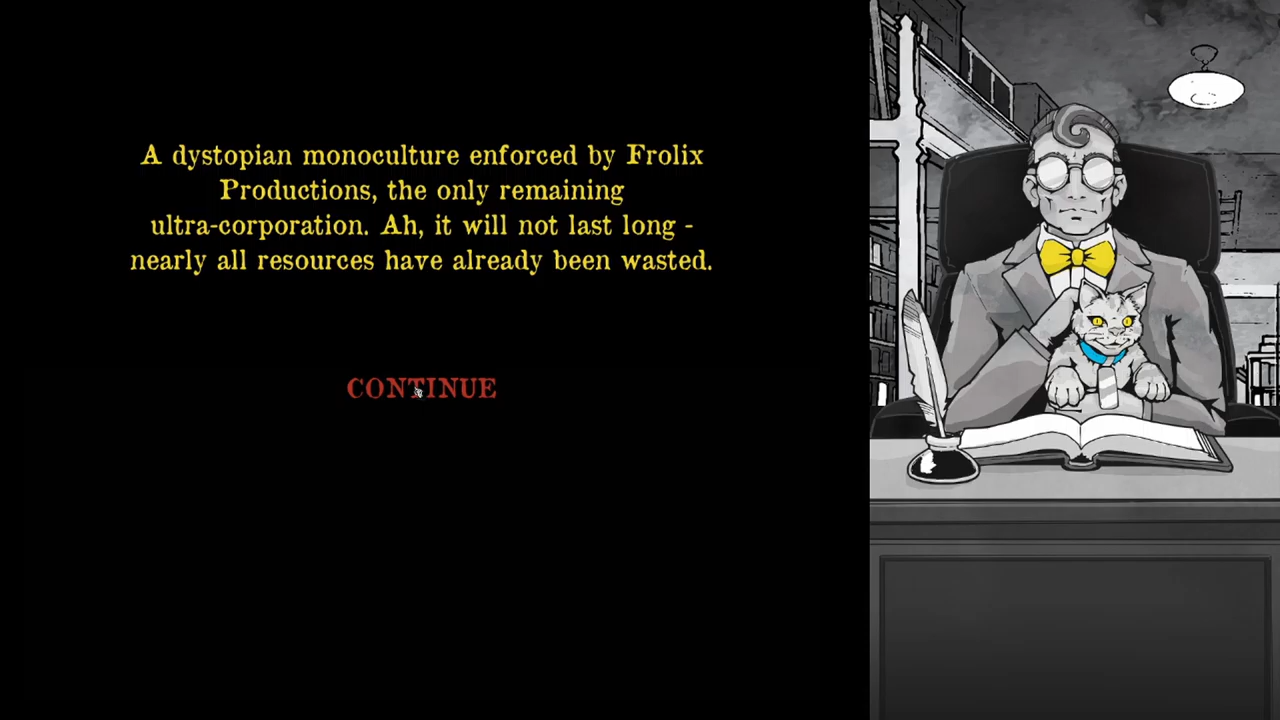 A dystopian monoculture enforced by Frolix
Productions, the only remaining
ultra-corporation. Ah, it will not last long -
nearly all resources have already been wasted.
CONTINUE